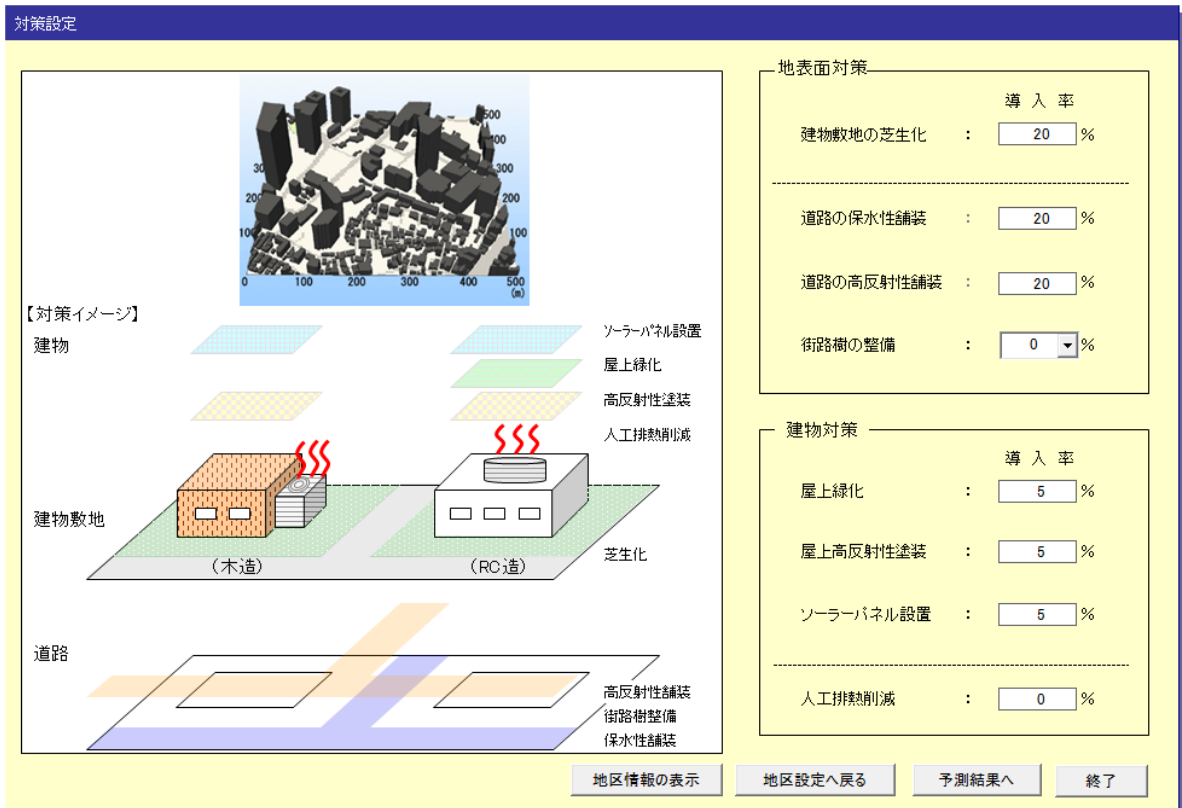 対策設定
500
400
300
300
200
200
100
100
0 100 200 300 400 500
(m)
【対策イメージ】
建物
ソーラーパネル設置
屋上緑化
高反射性塗装
人工排熱削減
建物敷地
(木造)
(RC造)
芝生化
道路
高反射性舗装
街路樹整備
保水性舗装
地表面対策
導 入 率
建物敷地の芝生化 : 20 %
道路の保水性舗装 : 20 %
道路の高反射性舗装 : 20 %
街路樹の整備 : 0 %
建物対策
導 入 率
屋上緑化 : 5 %
屋上高反射性塗装 : 5 %
ソーラーパネル設置 : 5 %
人工排熱削減 : 0 %
地区情報の表示 地区設定へ戻る 予測結果へ 終了